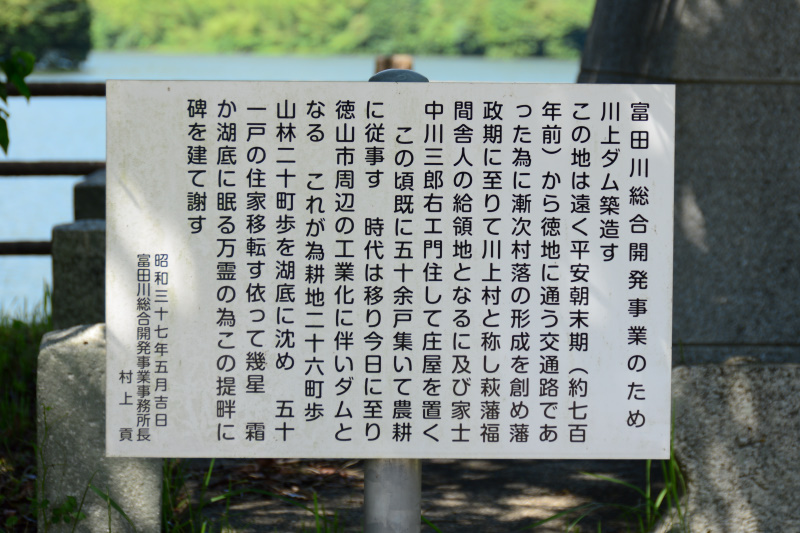 富田川総合開発事業のため
川上ダム築造す
この地は遠く平安朝末期(約七百
年前)から徳地に通う交通路であ
った為に漸次村落の形成を創め藩
政期に至りて川上村と称し萩藩福
間舎人の給領地となるに及び家士
中川三郎右エ門住して庄屋を置く
この頃既に五十余戸集いて農耕
に従事す 時代は移り今日に至り
徳山市周辺の工業化に伴いダムと
なる これが為耕地二十六町歩
山林二十町歩を湖底に沈め 五十
一戸の住家移転す依って幾星 霜
か湖底に眠る万霊の為この提畔に
碑を建て謝す
昭和三十七年五月吉日
富田川総合開発事業事務所長
村上 貢